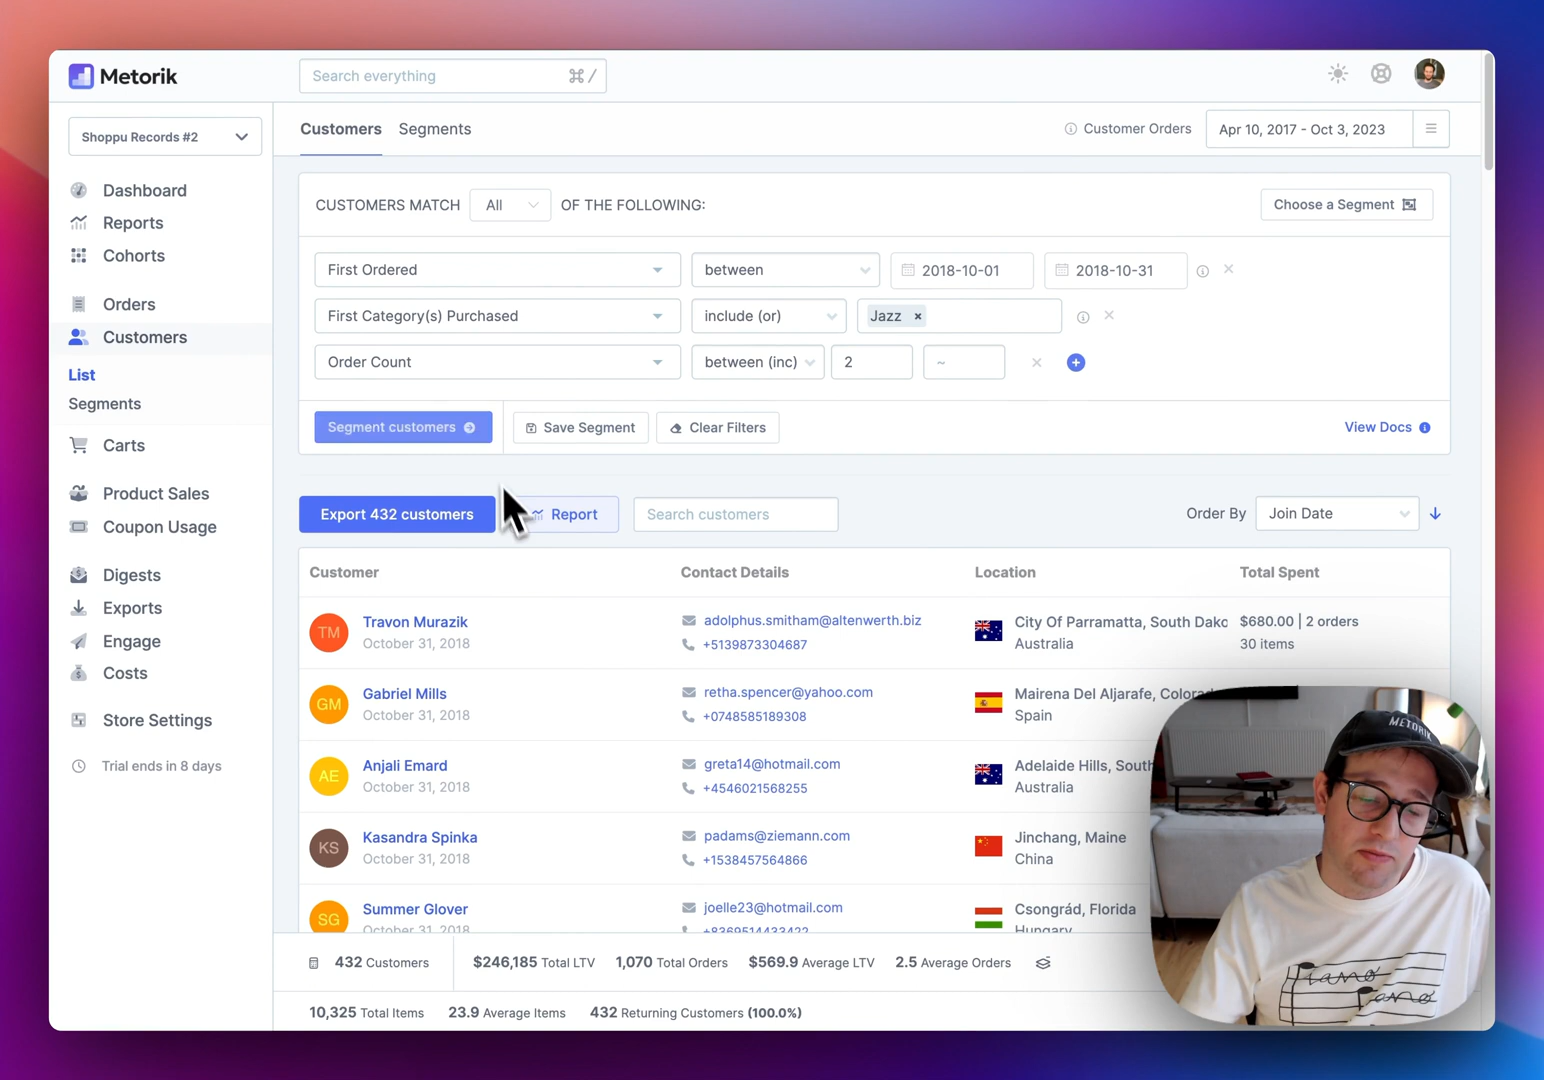 Metorik
Search everything ⌘ /
Shoppu Records #2
Customers Segments
Customer Orders
Apr 10, 2017 - Oct 3, 2023
Dashboard
Reports
Cohorts
Orders
Customers
List
Segments
Carts
Product Sales
Coupon Usage
Digests
Exports
Engage
Costs
Store Settings
Trial ends in 8 days
CUSTOMERS MATCH All OF THE FOLLOWING:
Choose a Segment
First Ordered between 2018-10-01 2018-10-31
First Category(s) Purchased include (or) Jazz ×
Order Count between (inc) 2 ~
Segment customers Save Segment Clear Filters View Docs
Export 432 customers Report Search customers Order By Join Date
Customer Contact Details Location Total Spent
TM Travon Murazik adolphus.smitham@altenwerth.biz City Of Parramatta, South Dako $680.00 | 2 orders
October 31, 2018 +5139873304687 Australia 30 items
GM Gabriel Mills retha.spencer@yahoo.com Mairena Del Aljarafe, Colorad
October 31, 2018 +0748585189308 Spain
AE Anjali Emard greta14@hotmail.com Adelaide Hills, South
October 31, 2018 +4546021568255 Australia
KS Kasandra Spinka padams@ziemann.com Jinchang, Maine
October 31, 2018 +1538457564866 China
SG Summer Glover joelle23@hotmail.com Csongrád, Florida
October 31, 2018 +8369514433422 Hungary
432 Customers $246,185 Total LTV 1,070 Total Orders $569.9 Average LTV 2.5 Average Orders
10,325 Total Items 23.9 Average Items 432 Returning Customers (100.0%)
METORIK
Piano
Piano